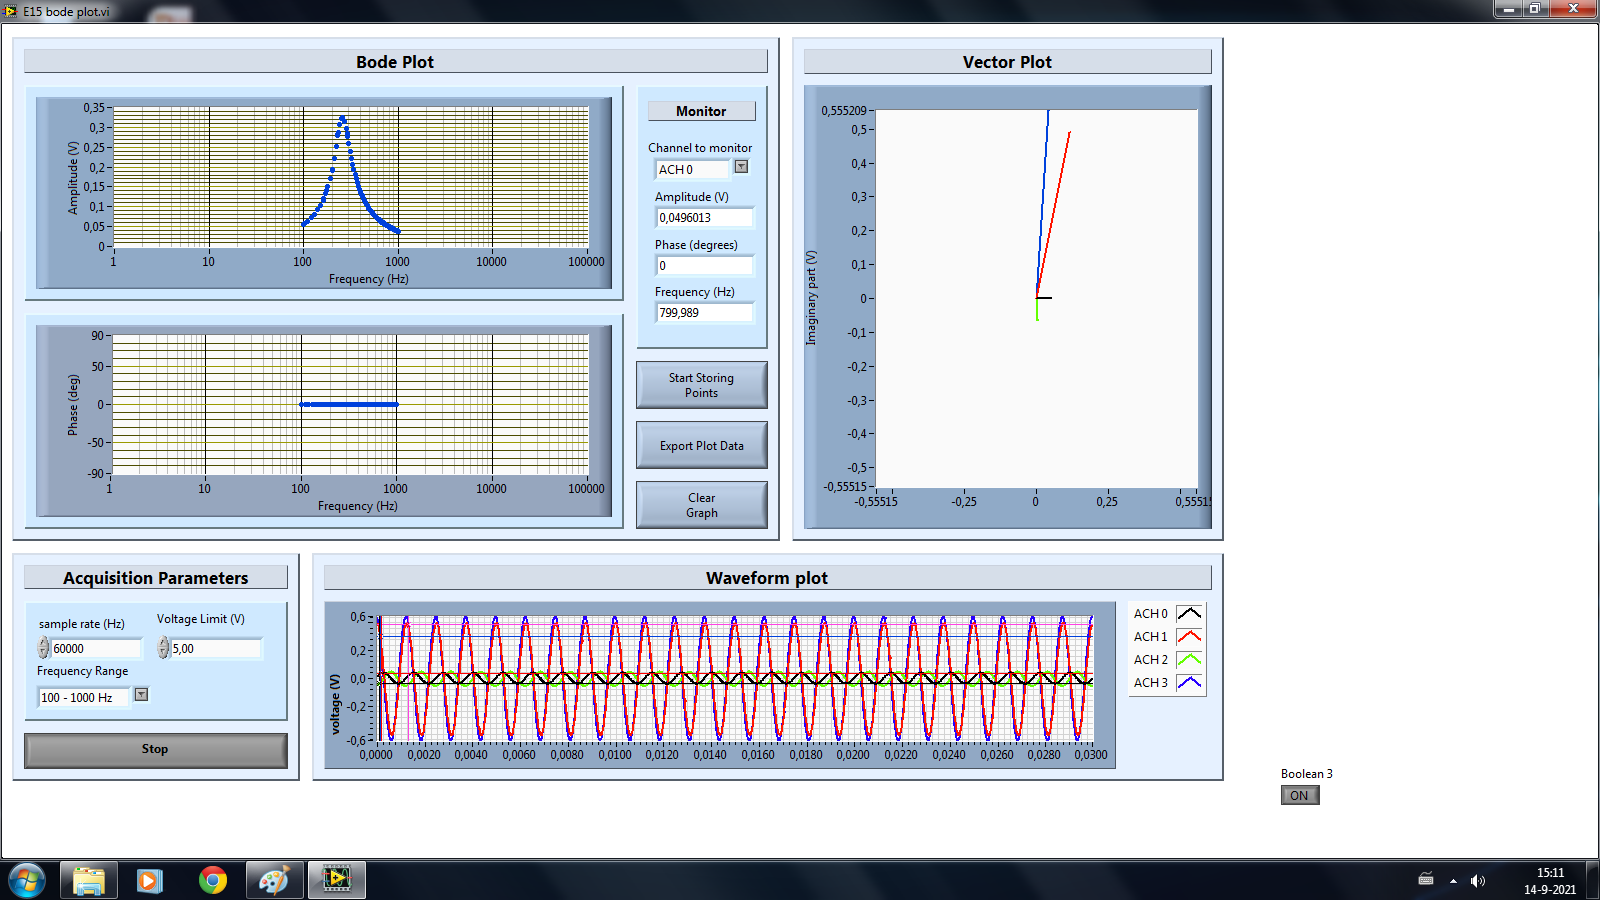 E15 bode plot.vi
Bode Plot
Amplitude (V)
0,35
0,3
0,25
0,2
0,15
0,1
0,05
0
1 10 100 1000 10000 100000
Frequency (Hz)
Phase (deg)
90
50
0
-50
-90
1 10 100 1000 10000 100000
Frequency (Hz)
Monitor
Channel to monitor
ACH 0
Amplitude (V)
0,0496013
Phase (degrees)
0
Frequency (Hz)
799,989
Start Storing
Points
Export Plot Data
Clear
Graph
Vector Plot
Imaginary part (V)
0,555209
0,5
0,4
0,3
0,2
0,1
0
-0,1
-0,2
-0,3
-0,4
-0,5
-0,55515
-0,55515 -0,25 0 0,25 0,5551
Acquisition Parameters
sample rate (Hz)
60000
Voltage Limit (V)
5,00
Frequency Range
100 - 1000 Hz
Stop
Waveform plot
voltage (V)
0,6
0,2
0,0
-0,2
-0,6
0,0000 0,0020 0,0040 0,0060 0,0080 0,0100 0,0120 0,0140 0,0160 0,0180 0,0200 0,0220 0,0240 0,0260 0,0280 0,0300
ACH 0
ACH 1
ACH 2
ACH 3
Boolean 3
ON
15:11
14-9-2021